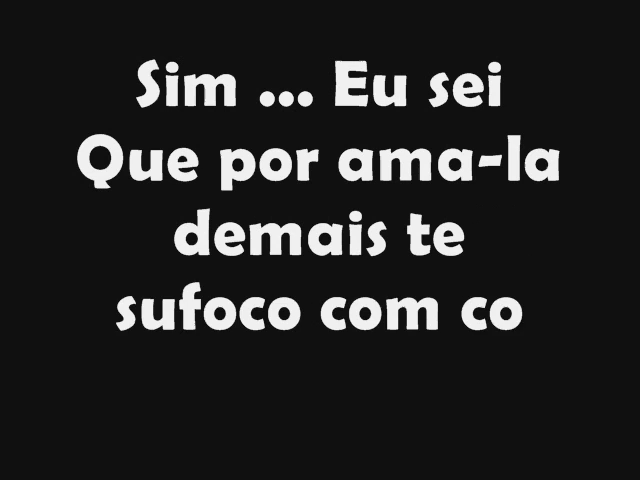 Sim ... Eu sei
Que por ama-la
demais te
sufoco com co